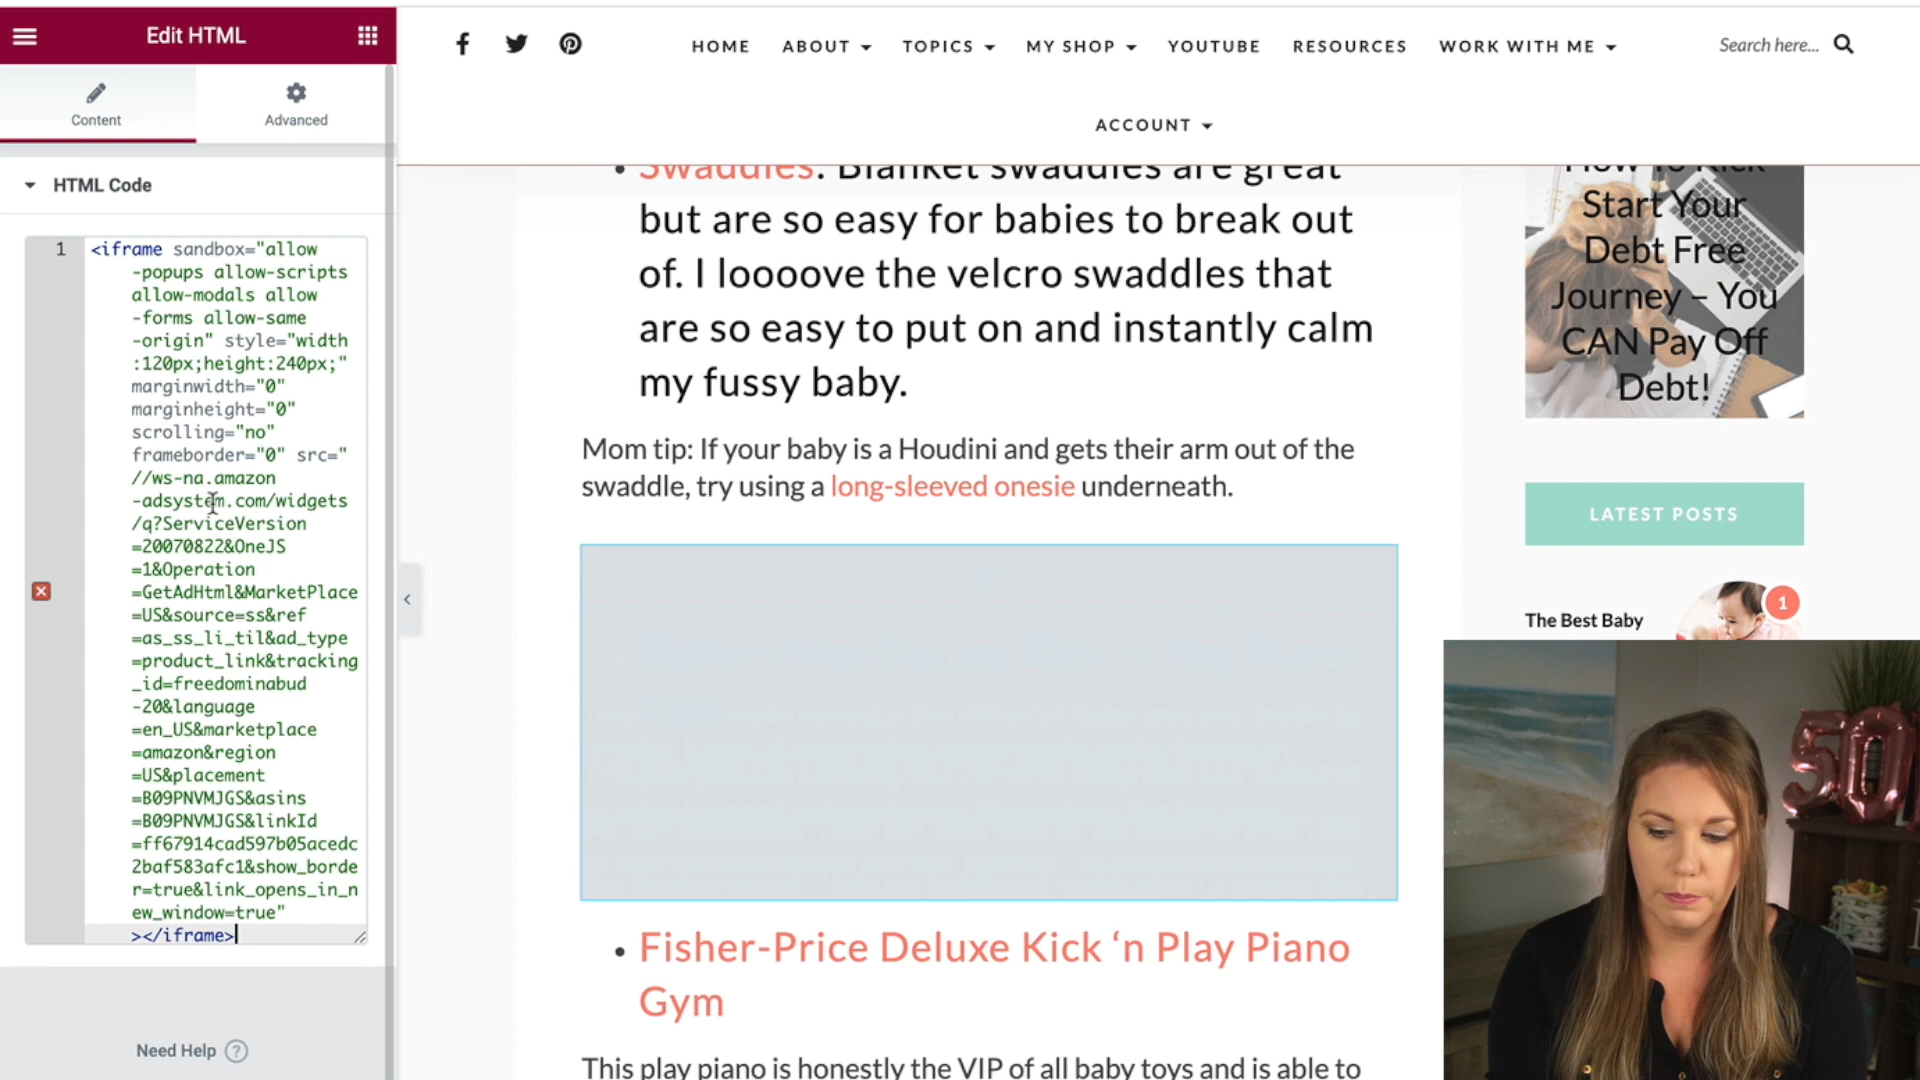 Edit HTML
Content
Advanced
HTML Code
1
<iframe sandbox="allow
-popups allow-scripts
allow-modals allow
-forms allow-same
-origin" style="width
:120px;height:240px;"
marginwidth="0"
marginheight="0"
scrolling="no"
frameborder="0" src="
//ws-na.amazon
-adsystem.com/widgets
/q?ServiceVersion
=20070822&OneJS
=1&Operation
=GetAdHtml&MarketPlace
=US&source=ss&ref
=as_ss_li_til&ad_type
=product_link&tracking
_id=freedominabud
-20&language
=en_US&marketplace
=amazon&region
=US&placement
=B09PNVMJGS&asins
=B09PNVMJGS&linkId
=ff67914cad597b05acedc
2baf583afc1&show_borde
r=true&link_opens_in_n
ew_window=true"
></iframe>
Need Help ?
HOME ABOUT TOPICS MY SHOP YOUTUBE RESOURCES WORK WITH ME
Search here...
ACCOUNT
• Swaddles. Blanket swaddles are great
but are so easy for babies to break out
of. I loooove the velcro swaddles that
are so easy to put on and instantly calm
my fussy baby.
Mom tip: If your baby is a Houdini and gets their arm out of the
swaddle, try using a long-sleeved onesie underneath.
• Fisher-Price Deluxe Kick ‘n Play Piano
Gym
This play piano is honestly the VIP of all baby toys and is able to
How To Kick
Start Your
Debt Free
Journey – You
CAN Pay Off
Debt!
LATEST POSTS
The Best Baby
1
50